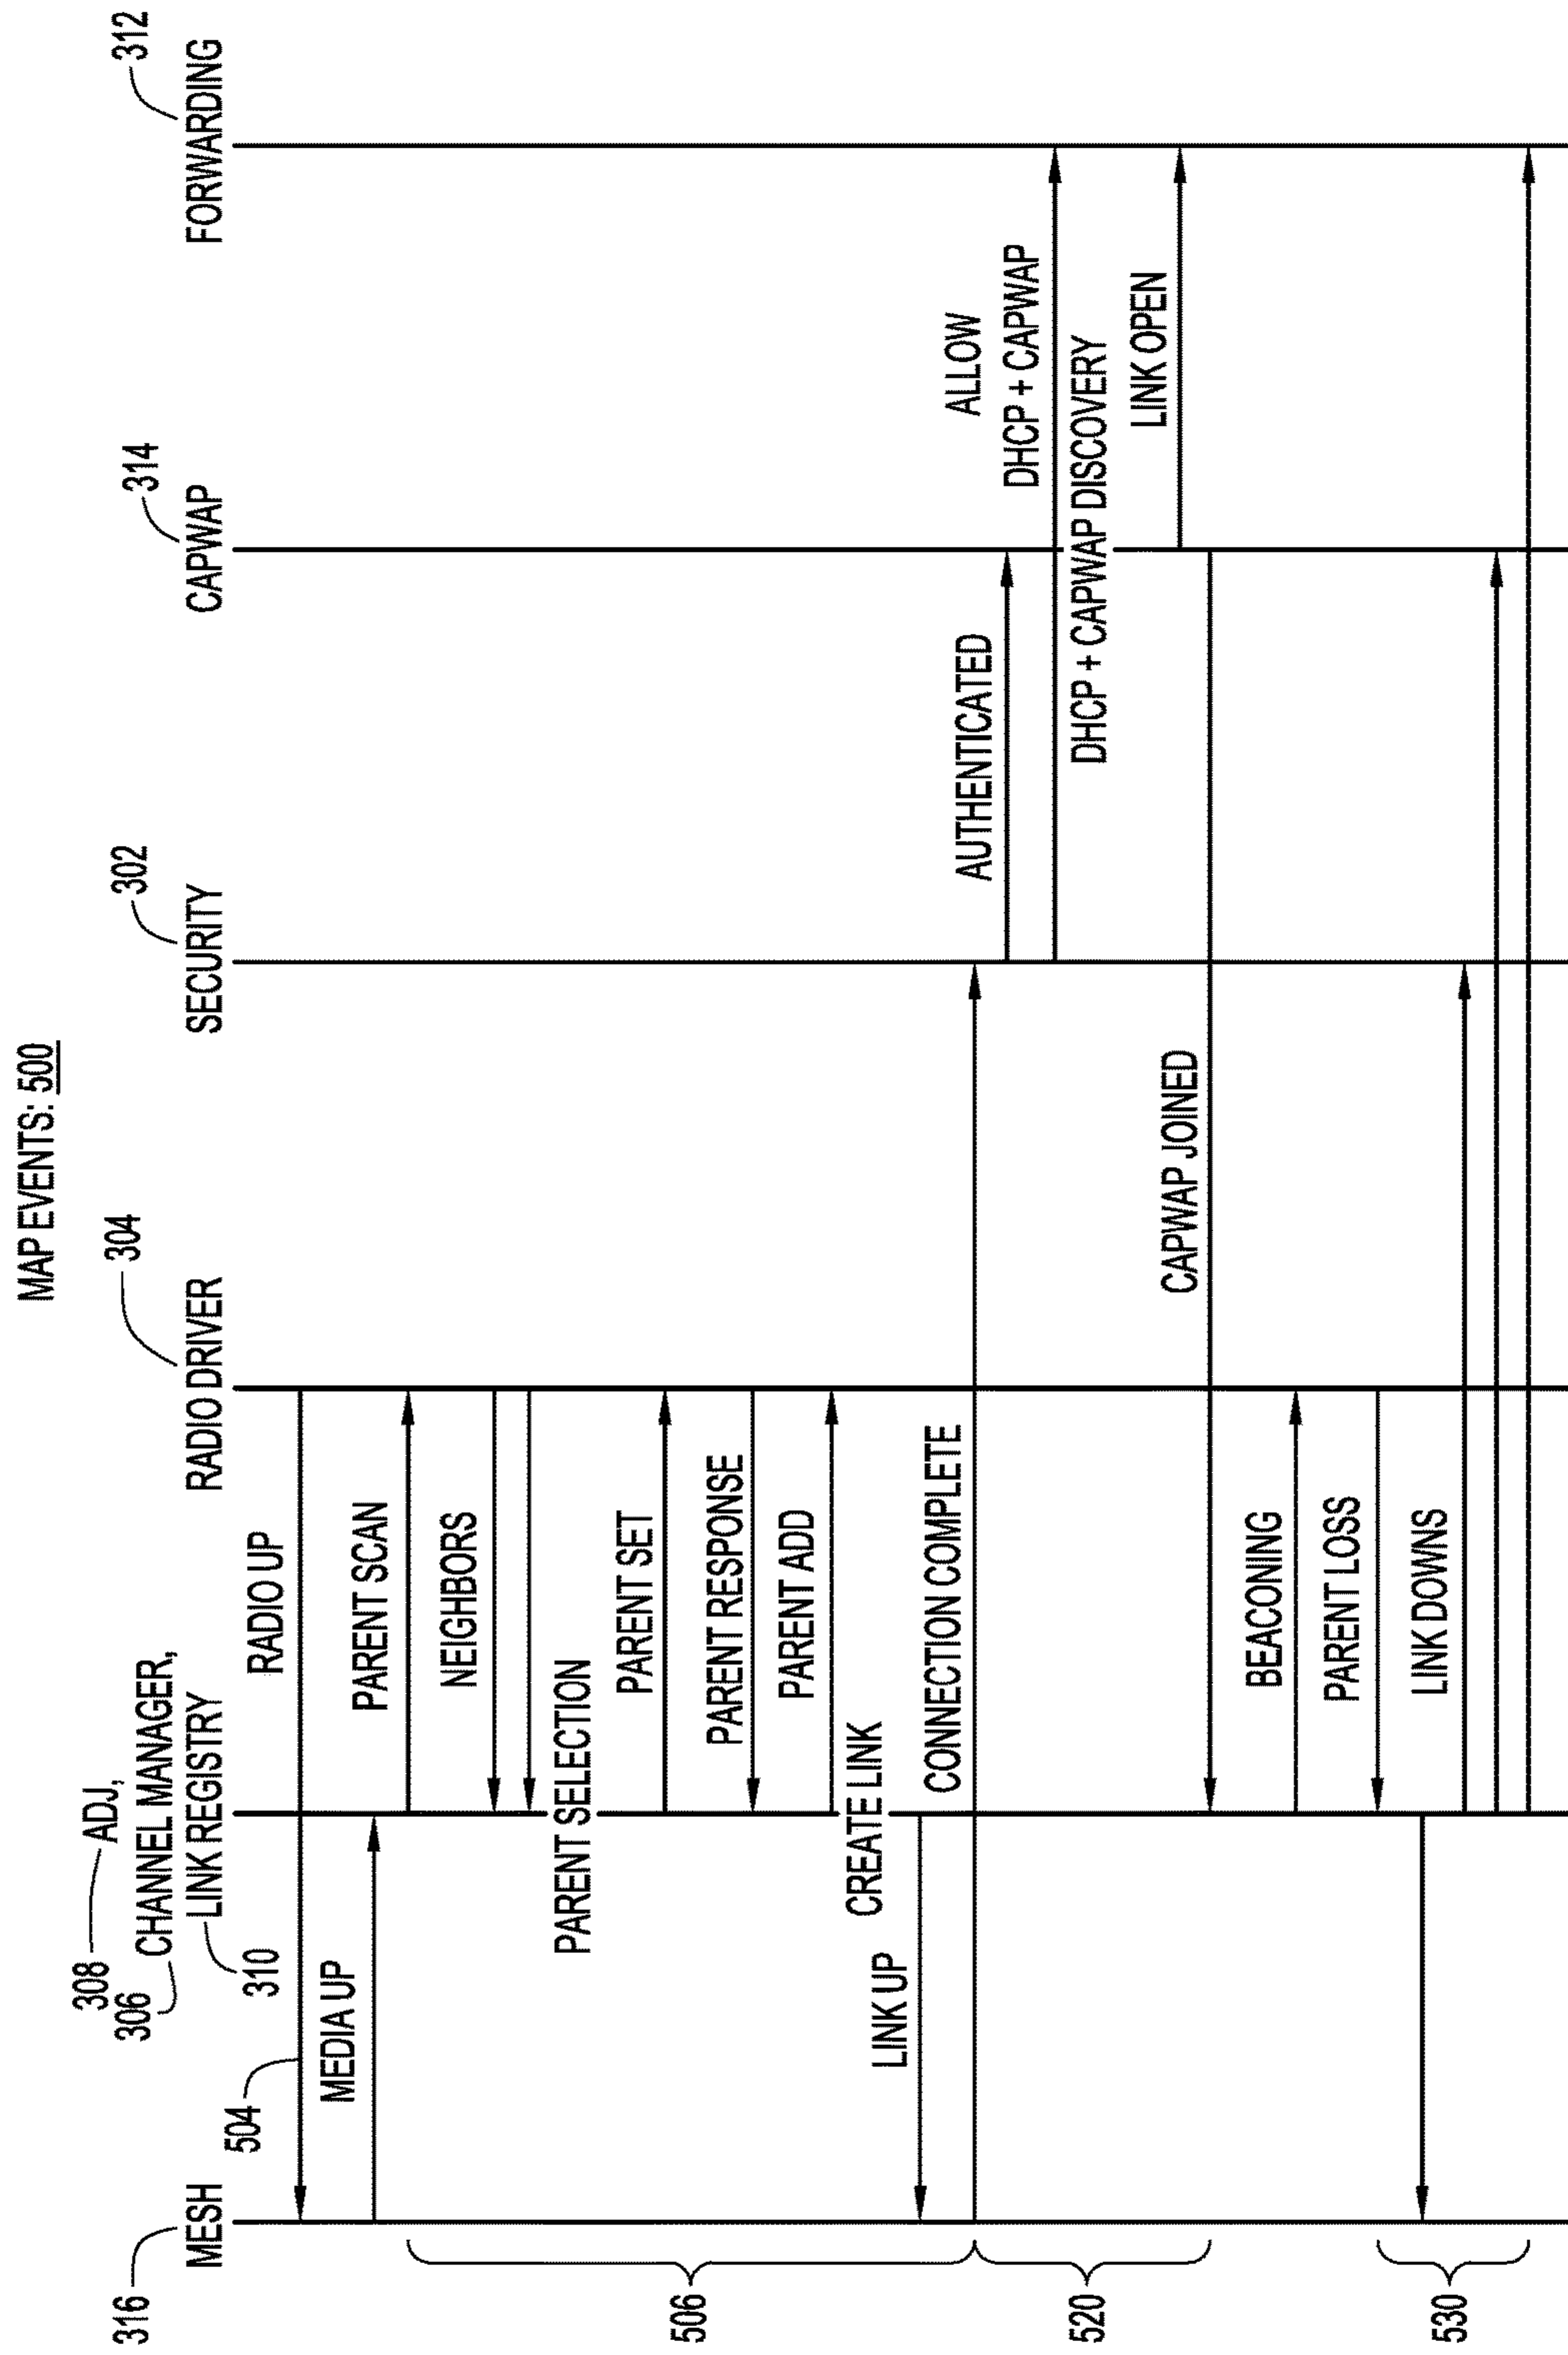 MAP EVENTS: 500
316
MESH
308
ADJ,
306
CHANNEL MANAGER,
LINK REGISTRY
310
304
RADIO DRIVER
302
SECURITY
314
CAPWAP
312
FORWARDING
504
RADIO UP
MEDIA UP
PARENT SCAN
NEIGHBORS
PARENT SELECTION
PARENT SET
506
PARENT RESPONSE
PARENT ADD
CREATE LINK
LINK UP
CONNECTION COMPLETE
AUTHENTICATED
ALLOW
DHCP + CAPWAP
DHCP + CAPWAP DISCOVERY
520
LINK OPEN
CAPWAP JOINED
BEACONING
PARENT LOSS
LINK DOWNS
530